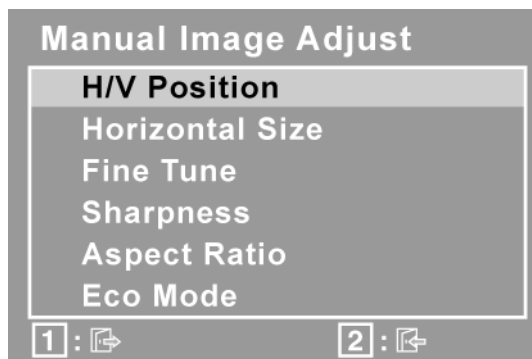 Manual Image Adjust
H/V Position
Horizontal Size
Fine Tune
Sharpness
Aspect Ratio
Eco Mode
1 : 2 :